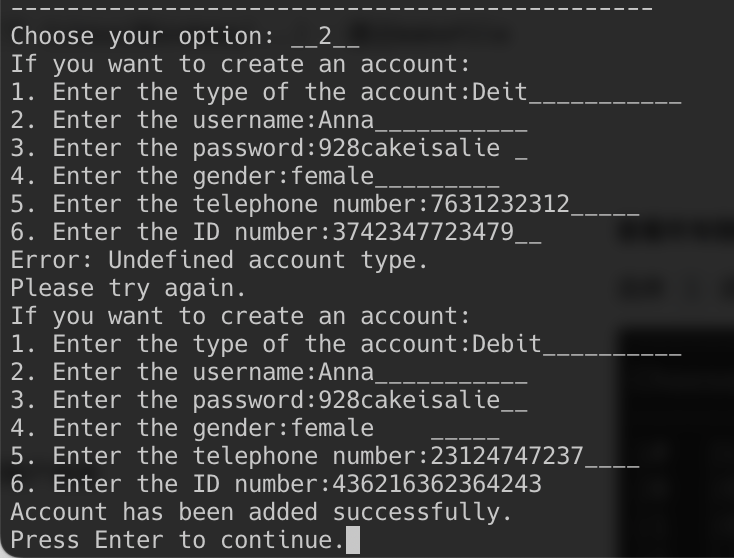 ----------------------------------------------
Choose your option: __2__
If you want to create an account:
1. Enter the type of the account:Deit___________
2. Enter the username:Anna___________
3. Enter the password:928cakeisalie _
4. Enter the gender:female_________
5. Enter the telephone number:7631232312_____
6. Enter the ID number:3742347723479__
Error: Undefined account type.
Please try again.
If you want to create an account:
1. Enter the type of the account:Debit__________
2. Enter the username:Anna___________
3. Enter the password:928cakeisalie__
4. Enter the gender:female    _____
5. Enter the telephone number:23124747237____
6. Enter the ID number:436216362364243
Account has been added successfully.
Press Enter to continue.